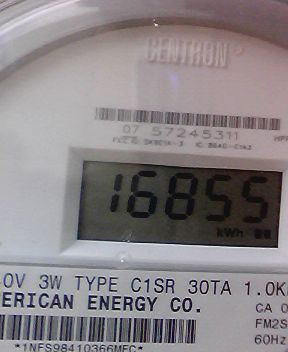 CENTRON
07 57245311
16855
kWh
0V 3W TYPE C1SR 30TA 1.0K
ERICAN ENERGY CO.
CA 0
FM2S
60Hz
*1NFS98410366MEC*